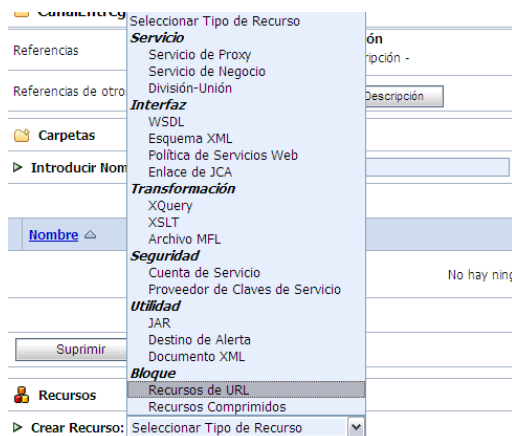 Seleccionar Tipo de Recurso
Servicio
Referencias
ón
Servicio de Proxy
ripción -
Servicio de Negocio
División-Unión
Referencias de otro
Descripción
Interfaz
WSDL
Esquema XML
Carpetas
Política de Servicios Web
Introducir Nom
Enlace de JCA
Transformación
XQuery
XSLT
Nombre
Archivo MFL
Seguridad
Cuenta de Servicio
No hay ning
Proveedor de Claves de Servicio
Utilidad
JAR
Destino de Alerta
Suprimir
Documento XML
Bloque
Recursos de URL
Recursos
Recursos Comprimidos
Crear Recurso: Seleccionar Tipo de Recurso